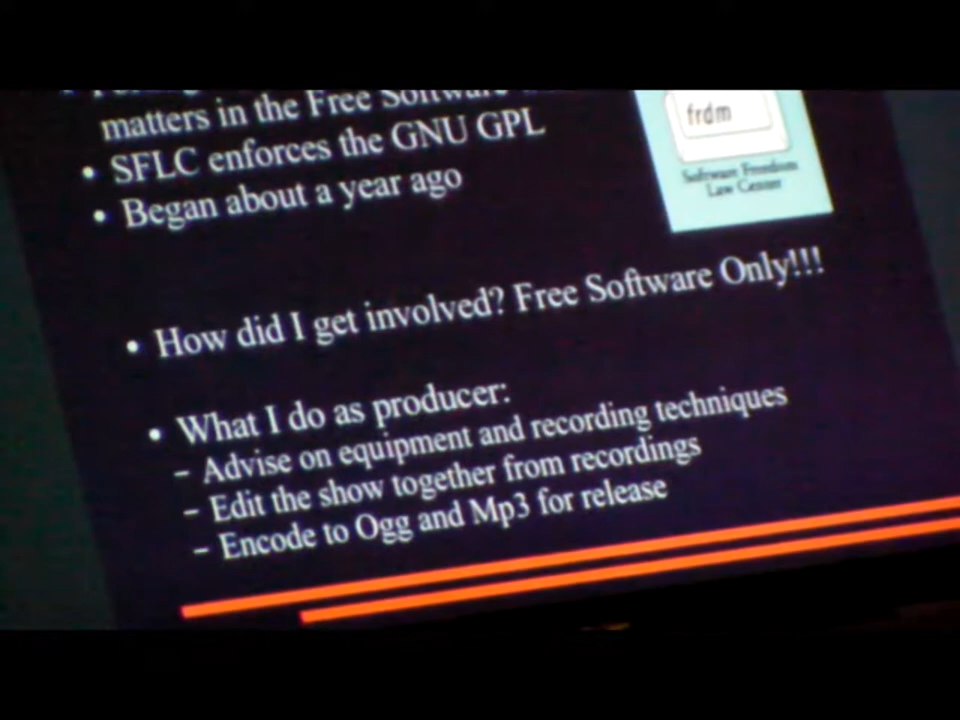 matters in the Free Software
• SFLC enforces the GNU GPL
• Began about a year ago
frdm
Software Freedom
Law Center
• How did I get involved? Free Software Only!!!
• What I do as producer:
– Advise on equipment and recording techniques
– Edit the show together from recordings
– Encode to Ogg and Mp3 for release